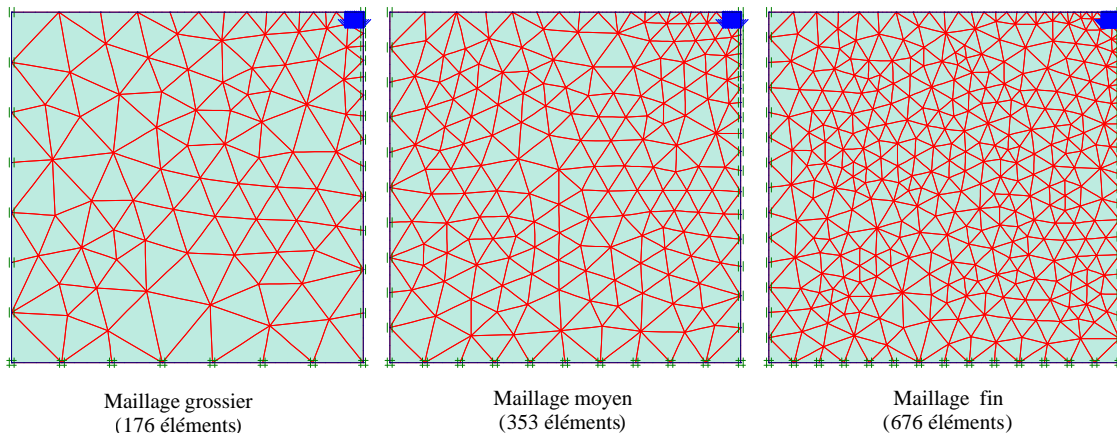 Maillage grossier
(176 éléments)
Maillage moyen
(353 éléments)
Maillage fin
(676 éléments)